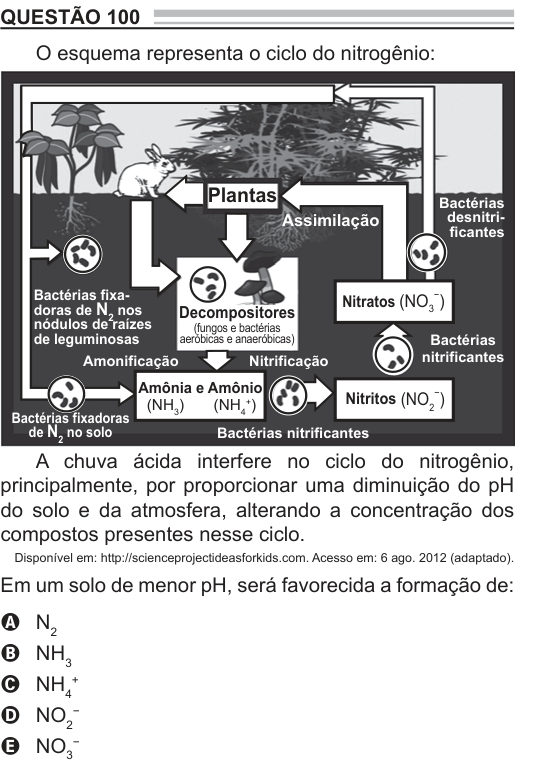 QUESTÃO 100
O esquema representa o ciclo do nitrogênio:
Plantas
Assimilação
Bactérias
desnitri-
ficantes
Bactérias fixa-
doras de N₂ nos
nódulos de raízes
de leguminosas
Decompositores
(fungos e bactérias
aeróbicas e anaeróbicas)
Nitratos (NO₃⁻)
Bactérias
nitrificantes
Amonificação
Nitrificação
Amônia e Amônio
(NH₃) (NH₄⁺)
Nitritos (NO₂⁻)
Bactérias fixadoras
de N₂ no solo
Bactérias nitrificantes
A chuva ácida interfere no ciclo do nitrogênio,
principalmente, por proporcionar uma diminuição do pH
do solo e da atmosfera, alterando a concentração dos
compostos presentes nesse ciclo.
Disponível em: http://scienceprojectideasforkids.com. Acesso em: 6 ago. 2012 (adaptado).
Em um solo de menor pH, será favorecida a formação de:
A N₂
B NH₃
C NH₄⁺
D NO₂⁻
E NO₃⁻